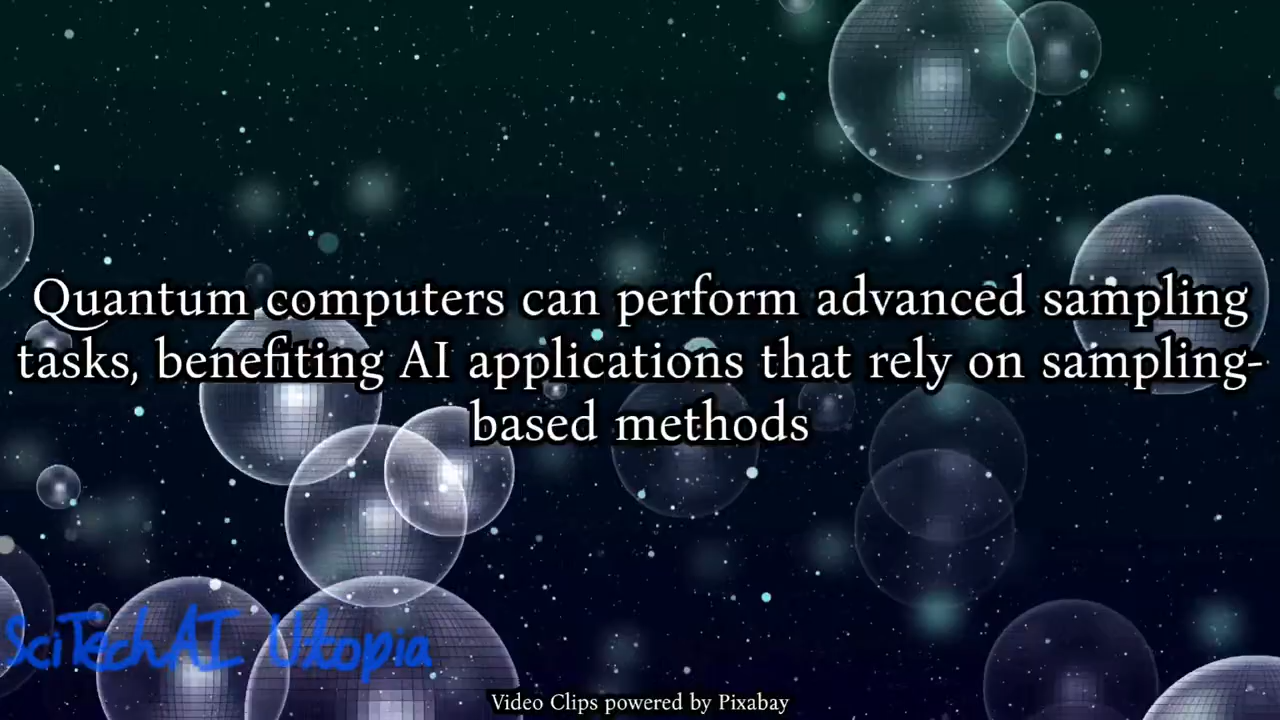 Quantum computers can perform advanced sampling
tasks, benefiting AI applications that rely on sampling-
based methods
SciTechAI Utopia
Video Clips powered by Pixabay